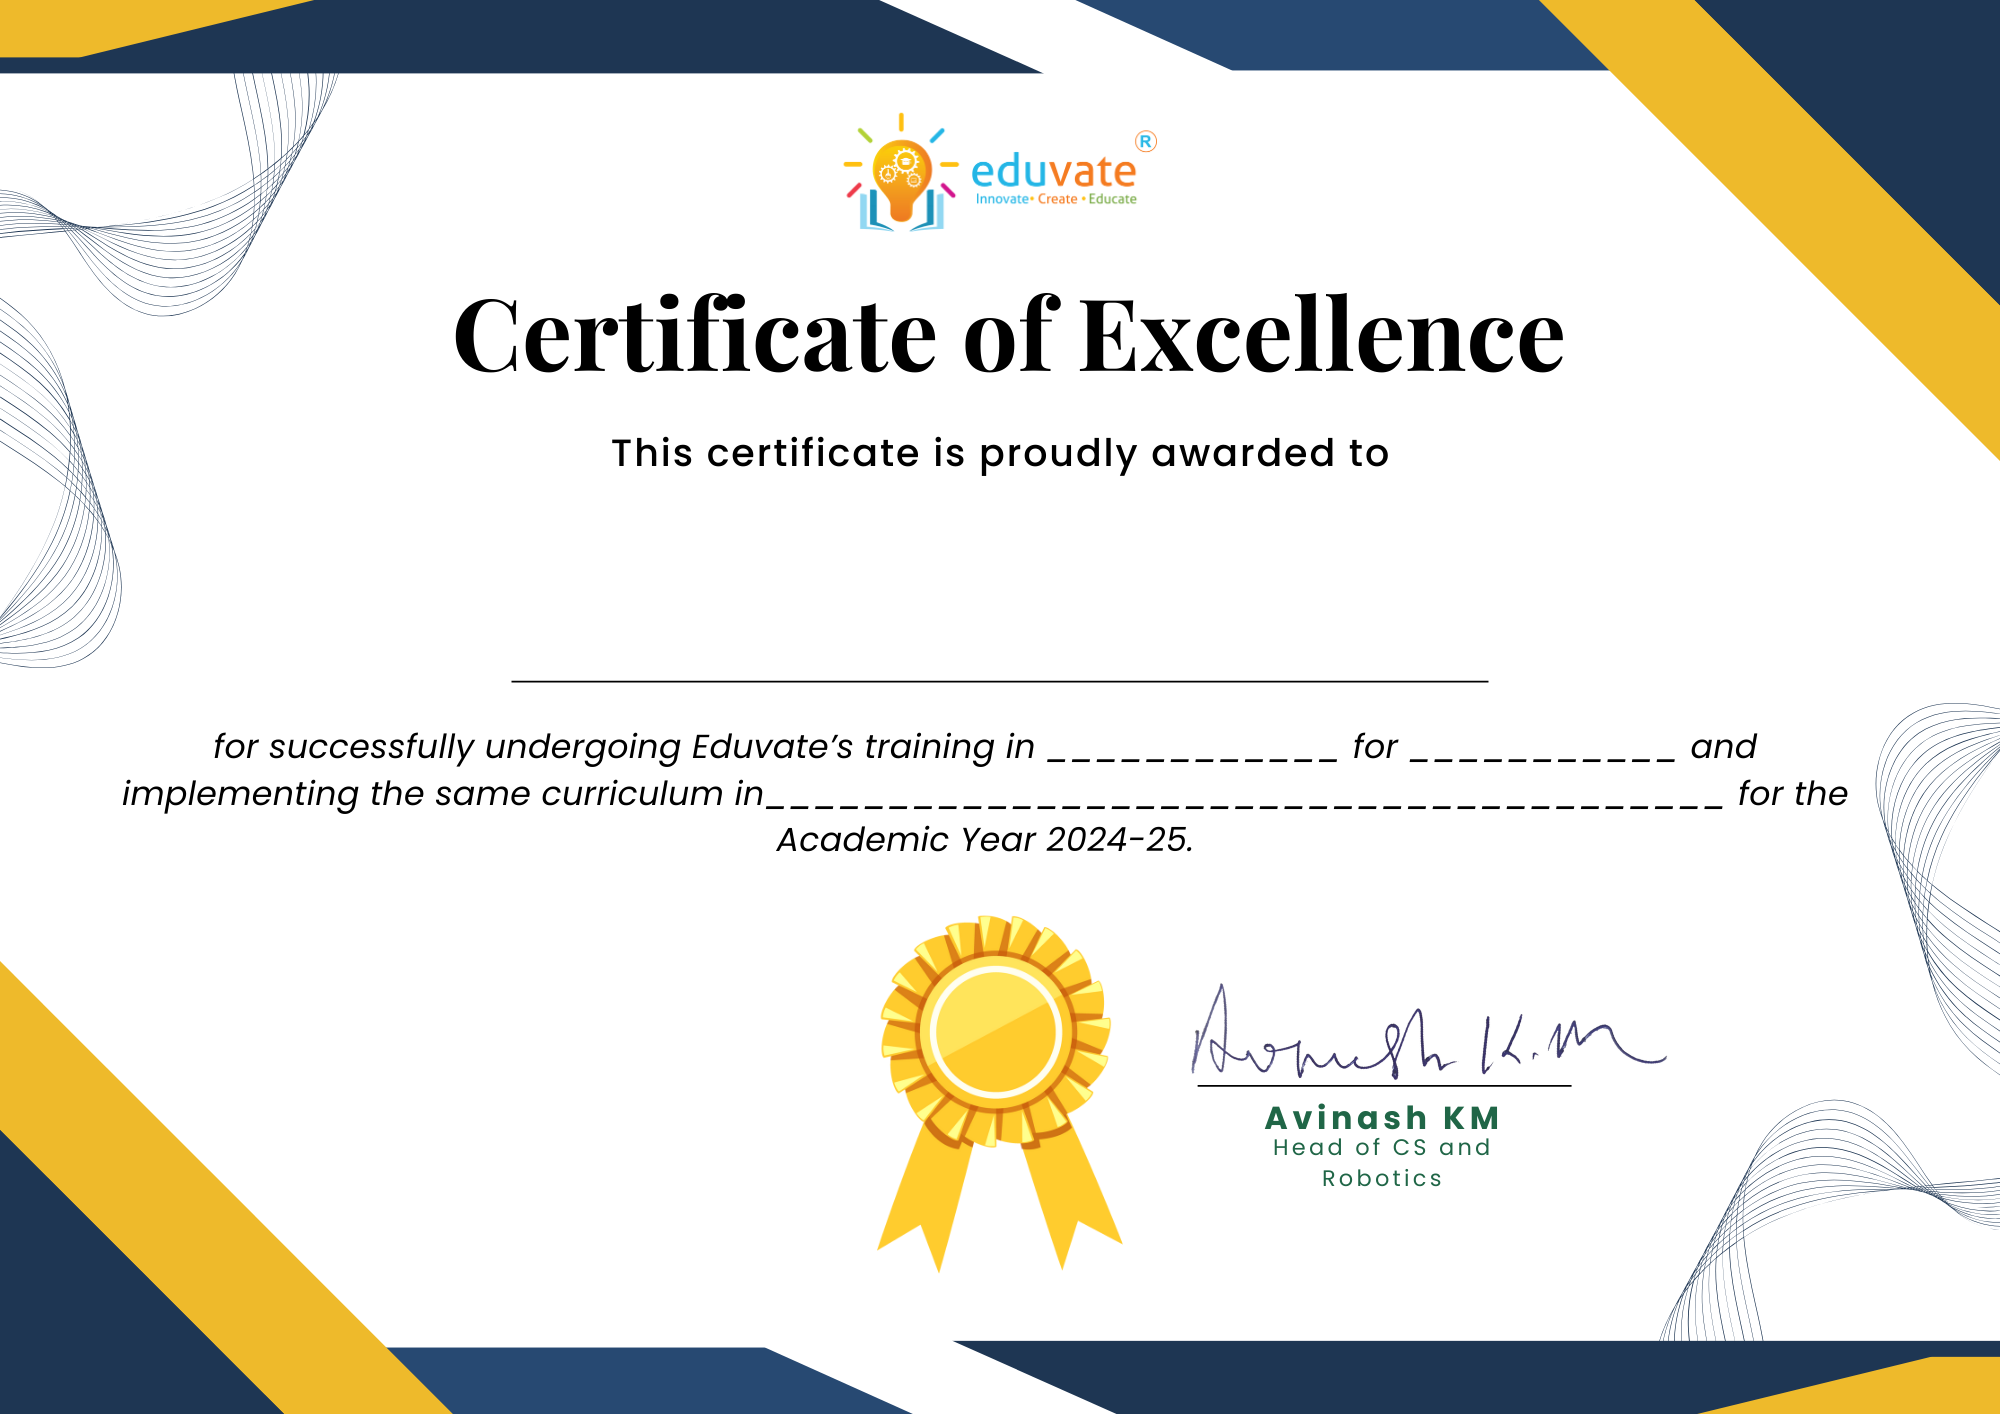 eduvate®
Innovate• Create • Educate
Certificate of Excellence
This certificate is proudly awarded to
for successfully undergoing Eduvate’s training in ____________ for ___________ and
implementing the same curriculum in_______________________________________ for the
Academic Year 2024-25.
Avinash K.M
Avinash KM
Head of CS and
Robotics